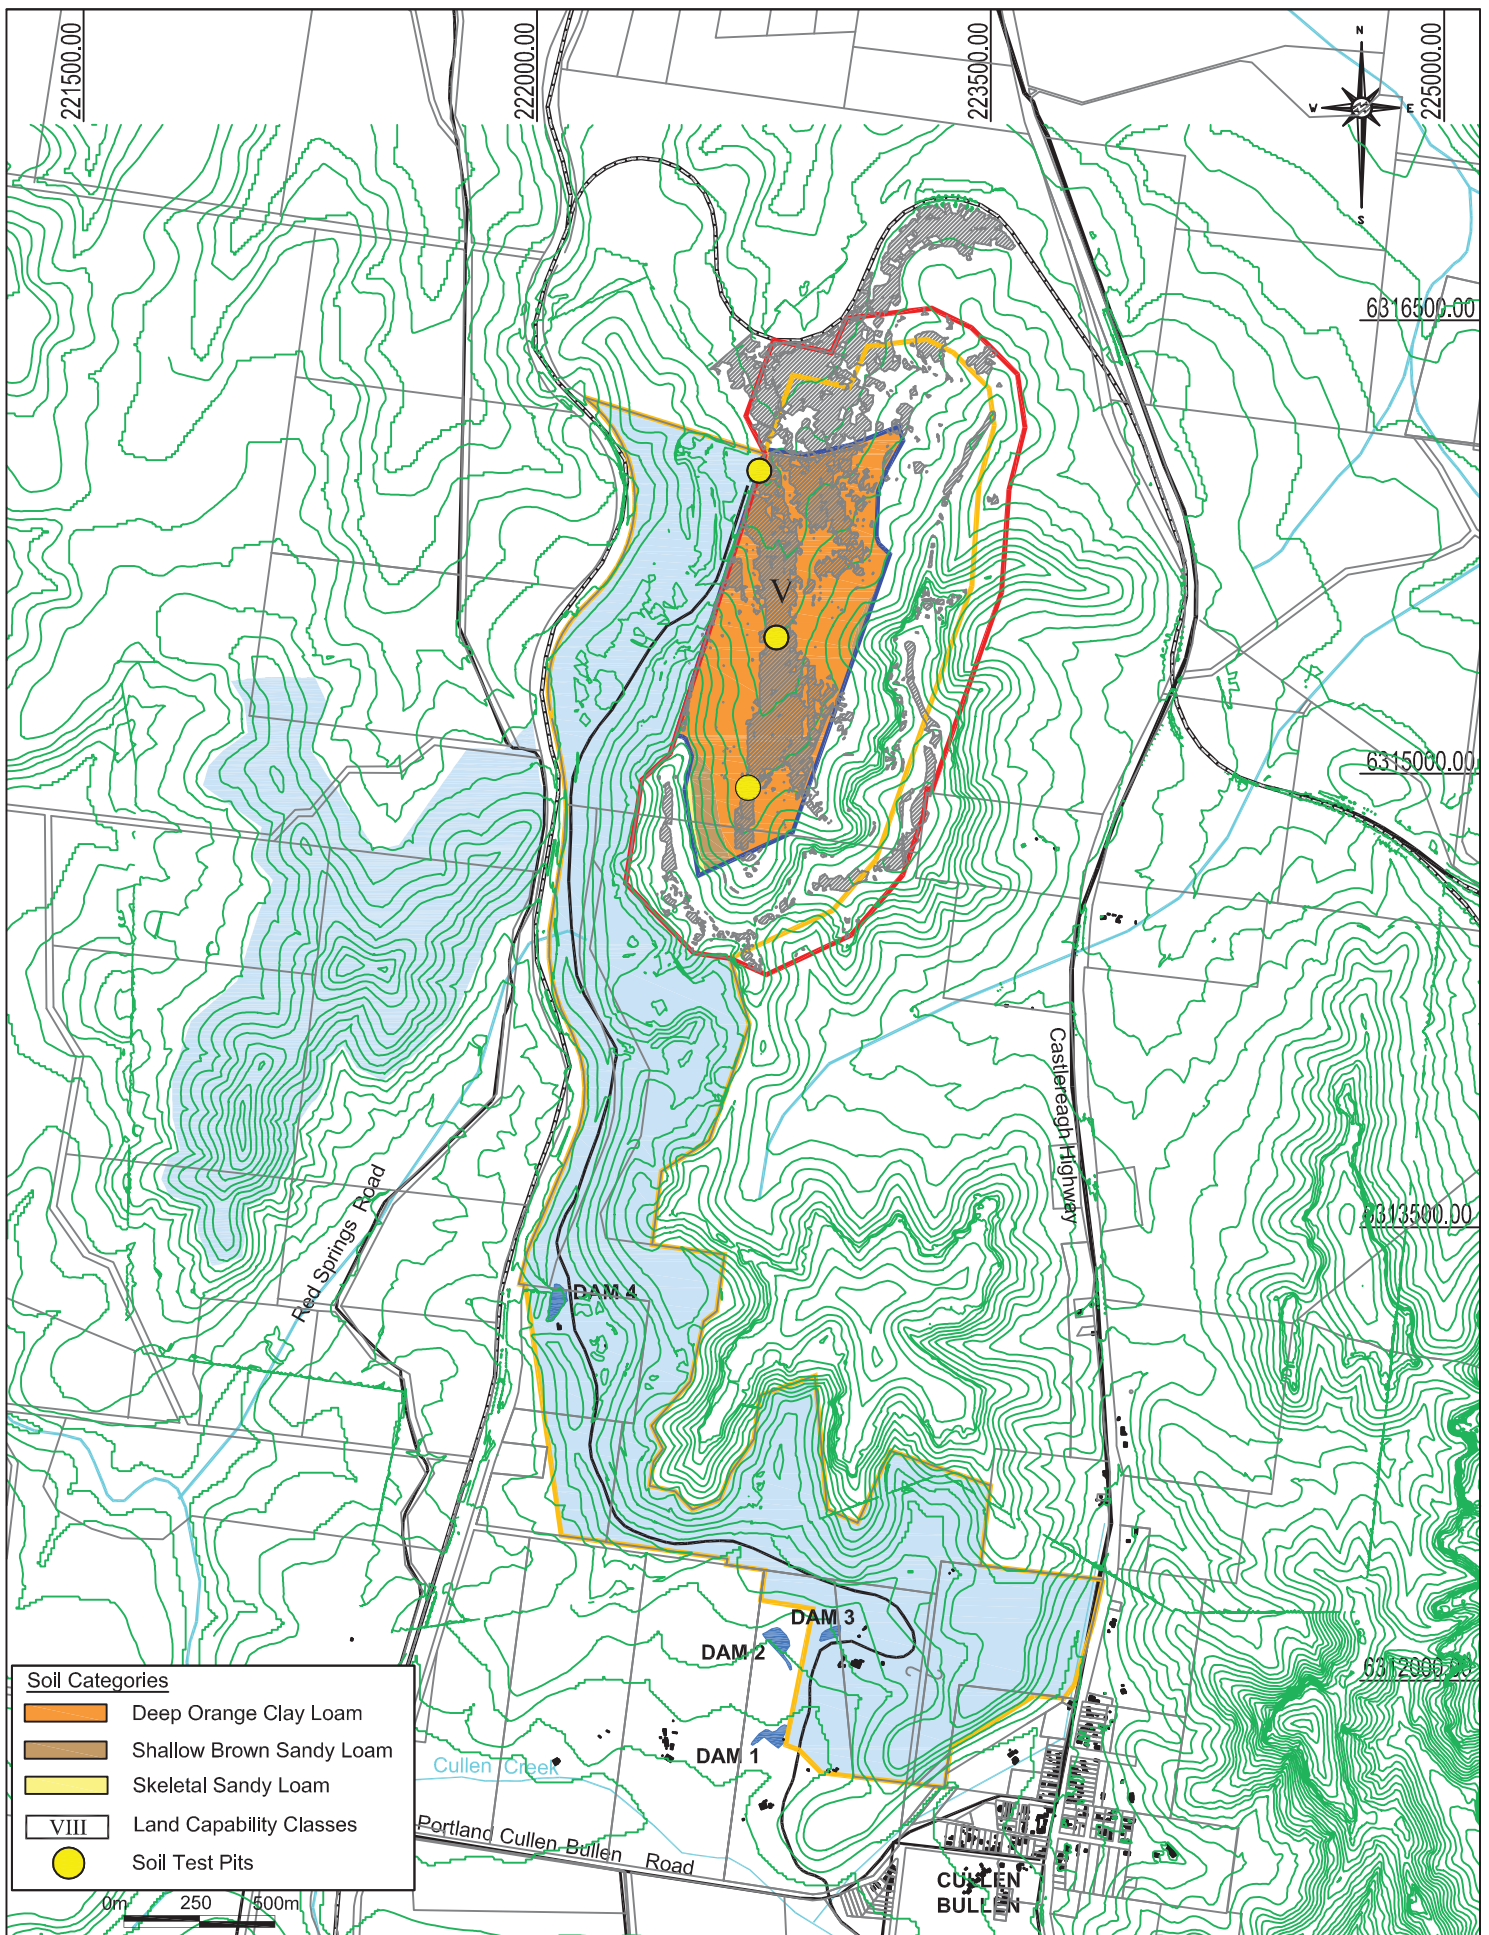 221500.00
222000.00
223500.00
225000.00
N
W
E
S
6316500.00
V
6315000.00
Castlereagh Highway
6313500.00
Red Springs Road
DAM 4
DAM 3
DAM 2
6312000.00
DAM 1
Cullen Creek
Portland Cullen Bullen Road
CULLEN
BULLEN
Soil Categories
Deep Orange Clay Loam
Shallow Brown Sandy Loam
Skeletal Sandy Loam
VIII Land Capability Classes
Soil Test Pits
0m 250 500m